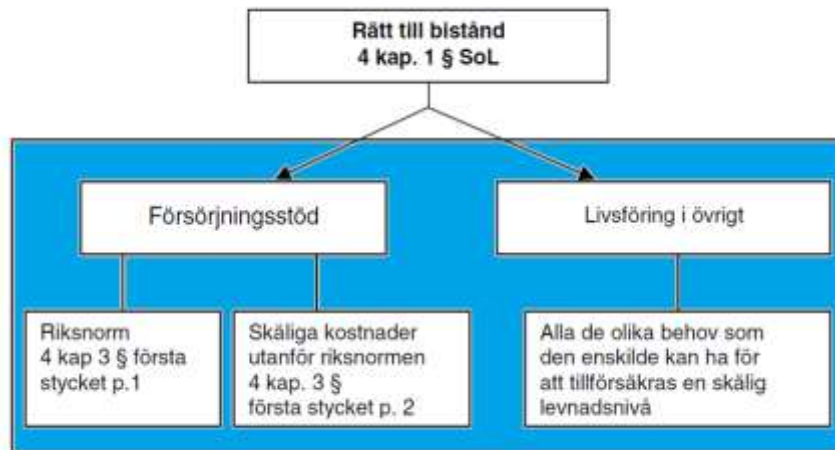 Rätt till bistånd
4 kap. 1 § SoL
Försörjningsstöd
Livsföring i övrigt
Riksnorm
4 kap 3 § första
stycket p.1
Skäliga kostnader
utanför riksnormen
4 kap. 3 §
första stycket p. 2
Alla de olika behov som
den enskilde kan ha för
att tillförsäkras en skälig
levnadsnivå